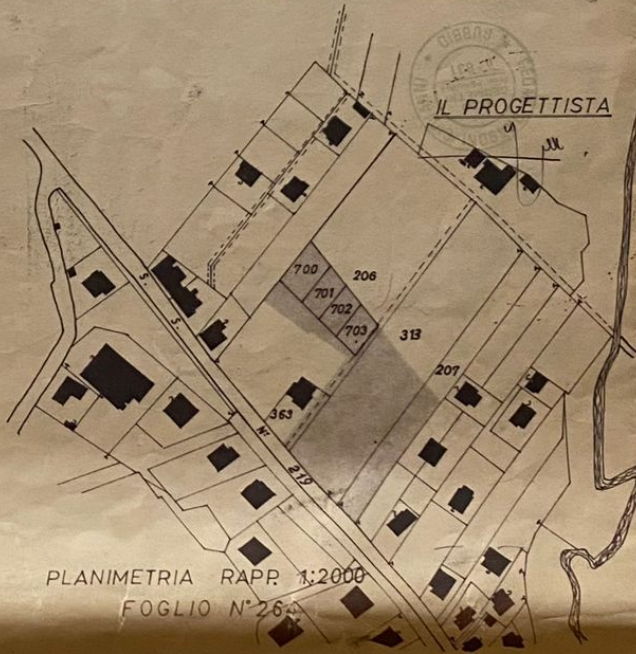 IL PROGETTISTA
700
206
701
702
703
313
207
363
S. S. N° 219
PLANIMETRIA RAPP. 1:2000
FOGLIO N° 26